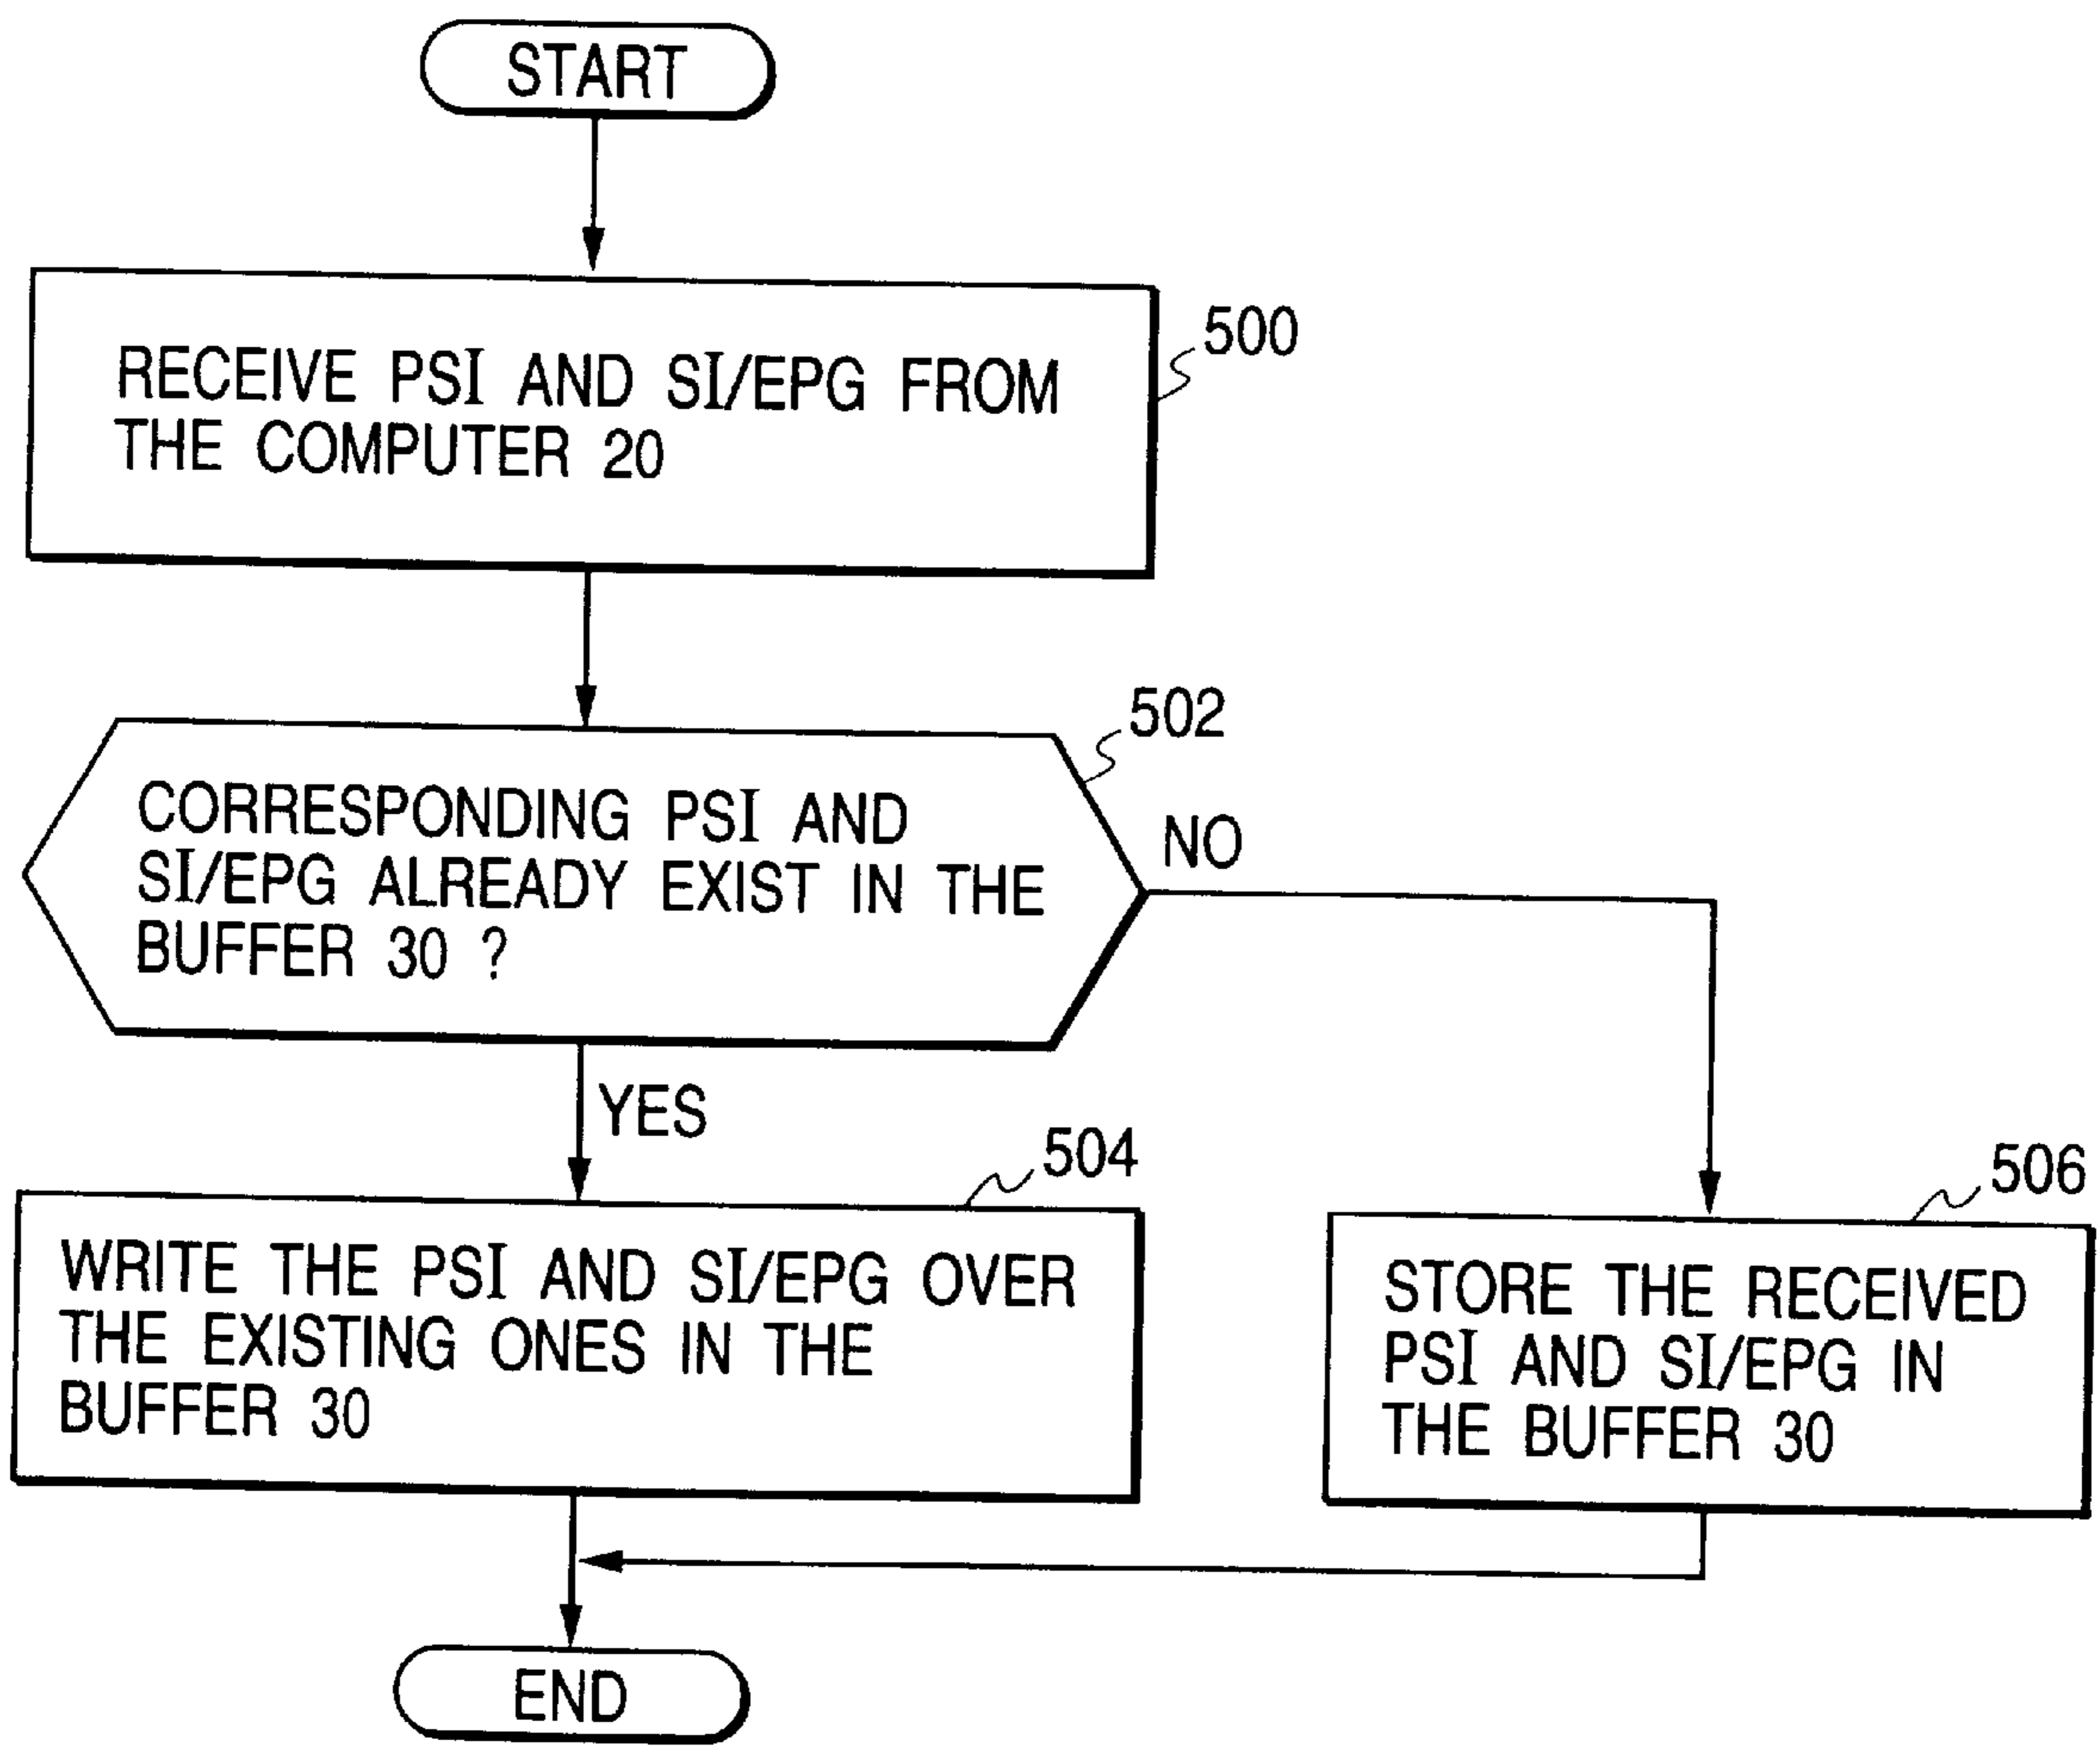 START
500
RECEIVE PSI AND SI/EPG FROM
THE COMPUTER 20
502
CORRESPONDING PSI AND
SI/EPG ALREADY EXIST IN THE
BUFFER 30 ?
NO
YES
504
WRITE THE PSI AND SI/EPG OVER
THE EXISTING ONES IN THE
BUFFER 30
506
STORE THE RECEIVED
PSI AND SI/EPG IN
THE BUFFER 30
END